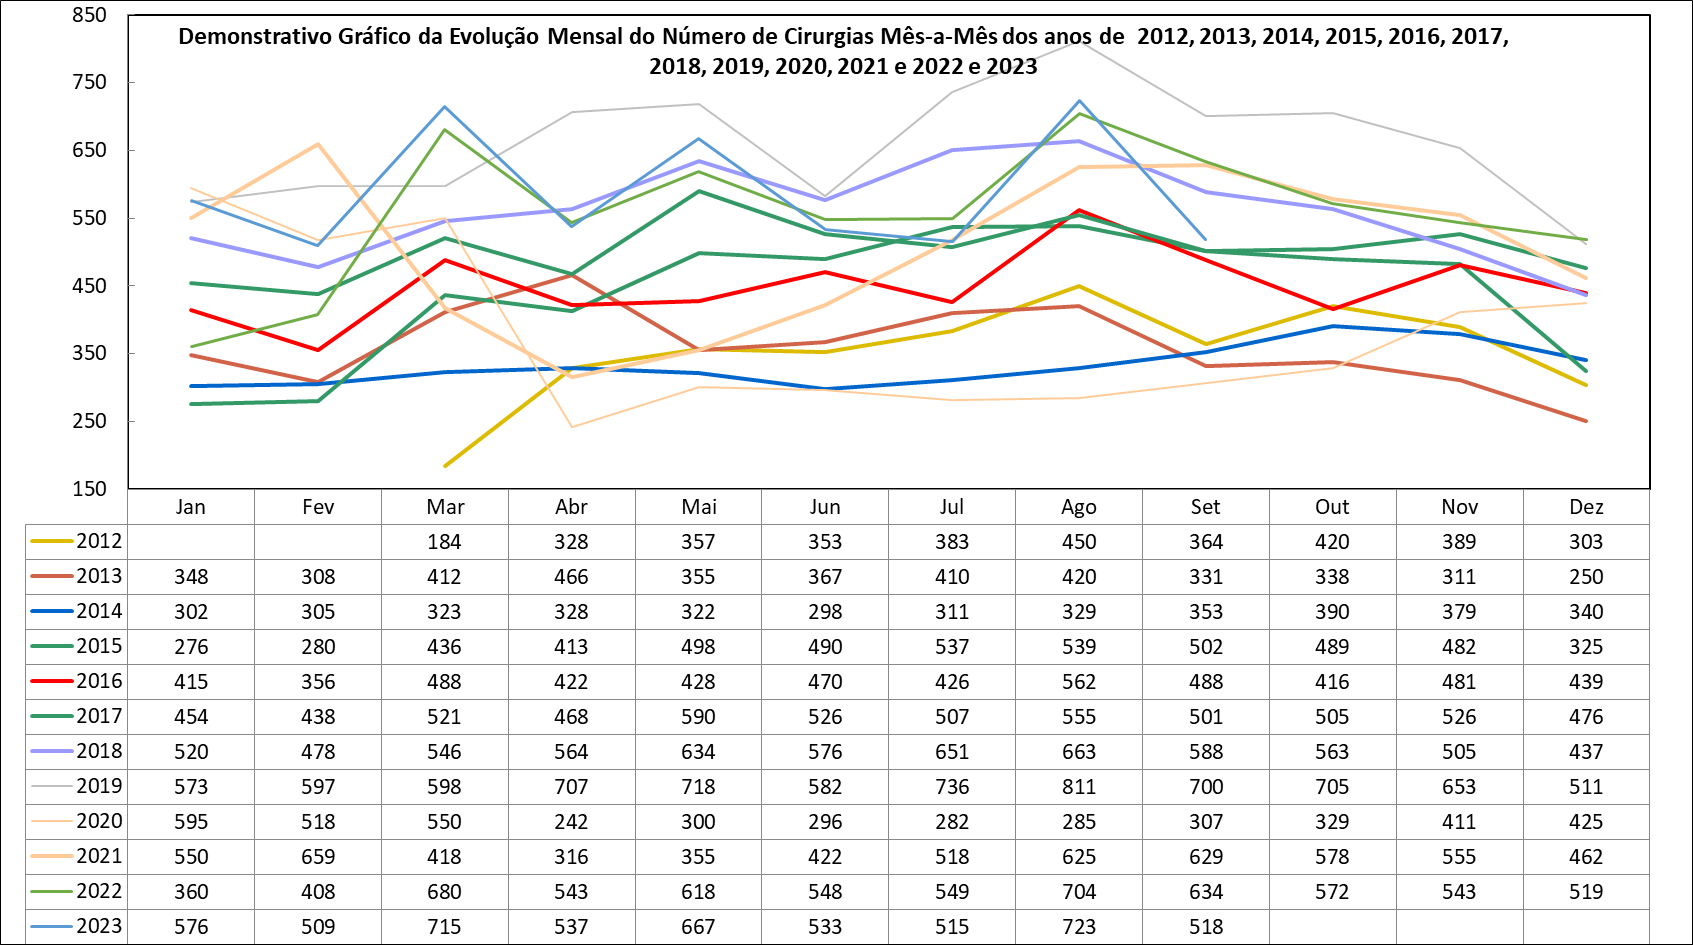 850
Demonstrativo Gráfico da Evolução Mensal do Número de Cirurgias Mês-a-Mês dos anos de 2012, 2013, 2014, 2015, 2016, 2017,
2018, 2019, 2020, 2021 e 2022 e 2023
750
650
550
450
350
250
150
Jan Fev Mar Abr Mai Jun Jul Ago Set Out Nov Dez
2012 184 328 357 353 383 450 364 420 389 303
2013 348 308 412 466 355 367 410 420 331 338 311 250
2014 302 305 323 328 322 298 311 329 353 390 379 340
2015 276 280 436 413 498 490 537 539 502 489 482 325
2016 415 356 488 422 428 470 426 562 488 416 481 439
2017 454 438 521 468 590 526 507 555 501 505 526 476
2018 520 478 546 564 634 576 651 663 588 563 505 437
2019 573 597 598 707 718 582 736 811 700 705 653 511
2020 595 518 550 242 300 296 282 285 307 329 411 425
2021 550 659 418 316 355 422 518 625 629 578 555 462
2022 360 408 680 543 618 548 549 704 634 572 543 519
2023 576 509 715 537 667 533 515 723 518